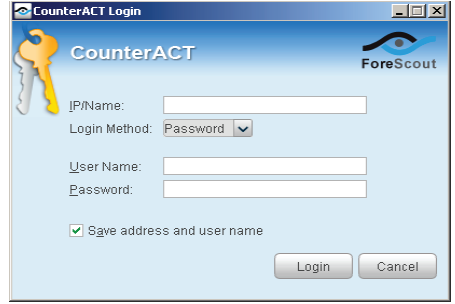 CounterACT Login
CounterACT
ForeScout
IP/Name:
Login Method: Password
User Name:
Password:
Save address and user name
Login Cancel